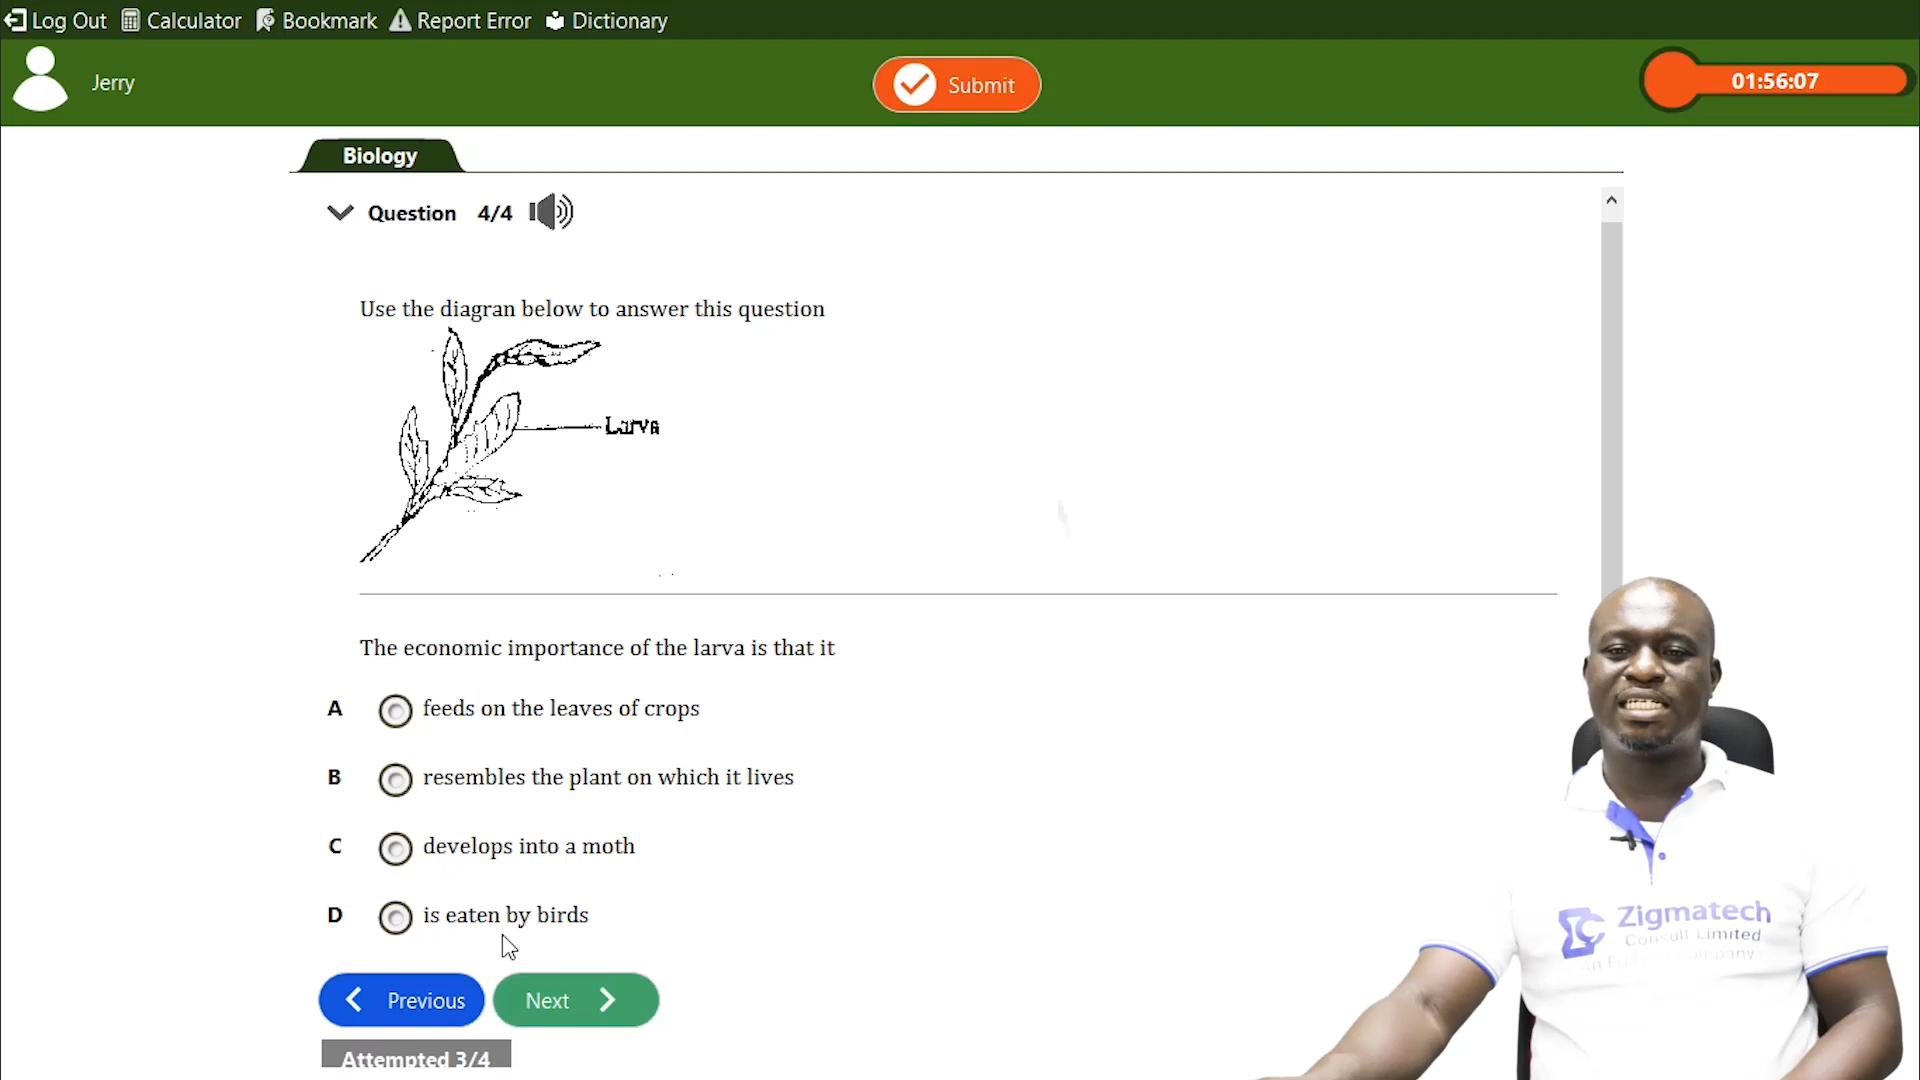 Log Out Calculator Bookmark Report Error Dictionary
Jerry
Submit
01:56:07
Biology
Question 4/4
Use the diagran below to answer this question
Larva
The economic importance of the larva is that it
A feeds on the leaves of crops
B resembles the plant on which it lives
C develops into a moth
D is eaten by birds
Previous Next
Attempted 3/4
Zigmatech
Consult Limited
Company